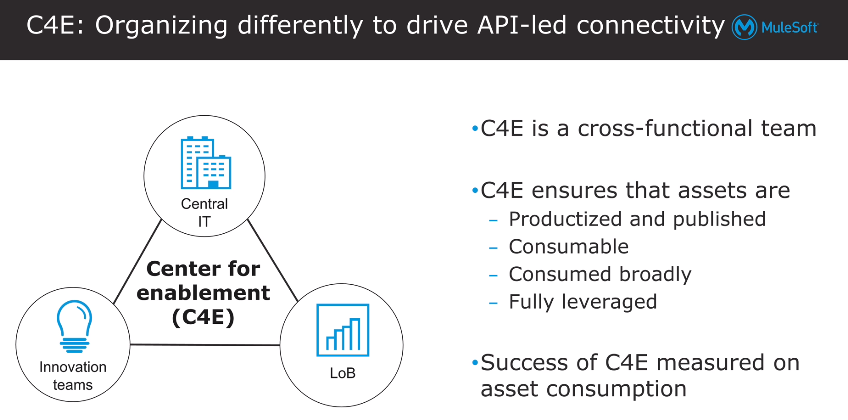 C4E: Organizing differently to drive API-led connectivity
MuleSoft
Central
IT
Center for
enablement
(C4E)
Innovation
teams
LoB
•C4E is a cross-functional team
•C4E ensures that assets are
– Productized and published
– Consumable
– Consumed broadly
– Fully leveraged
•Success of C4E measured on
asset consumption